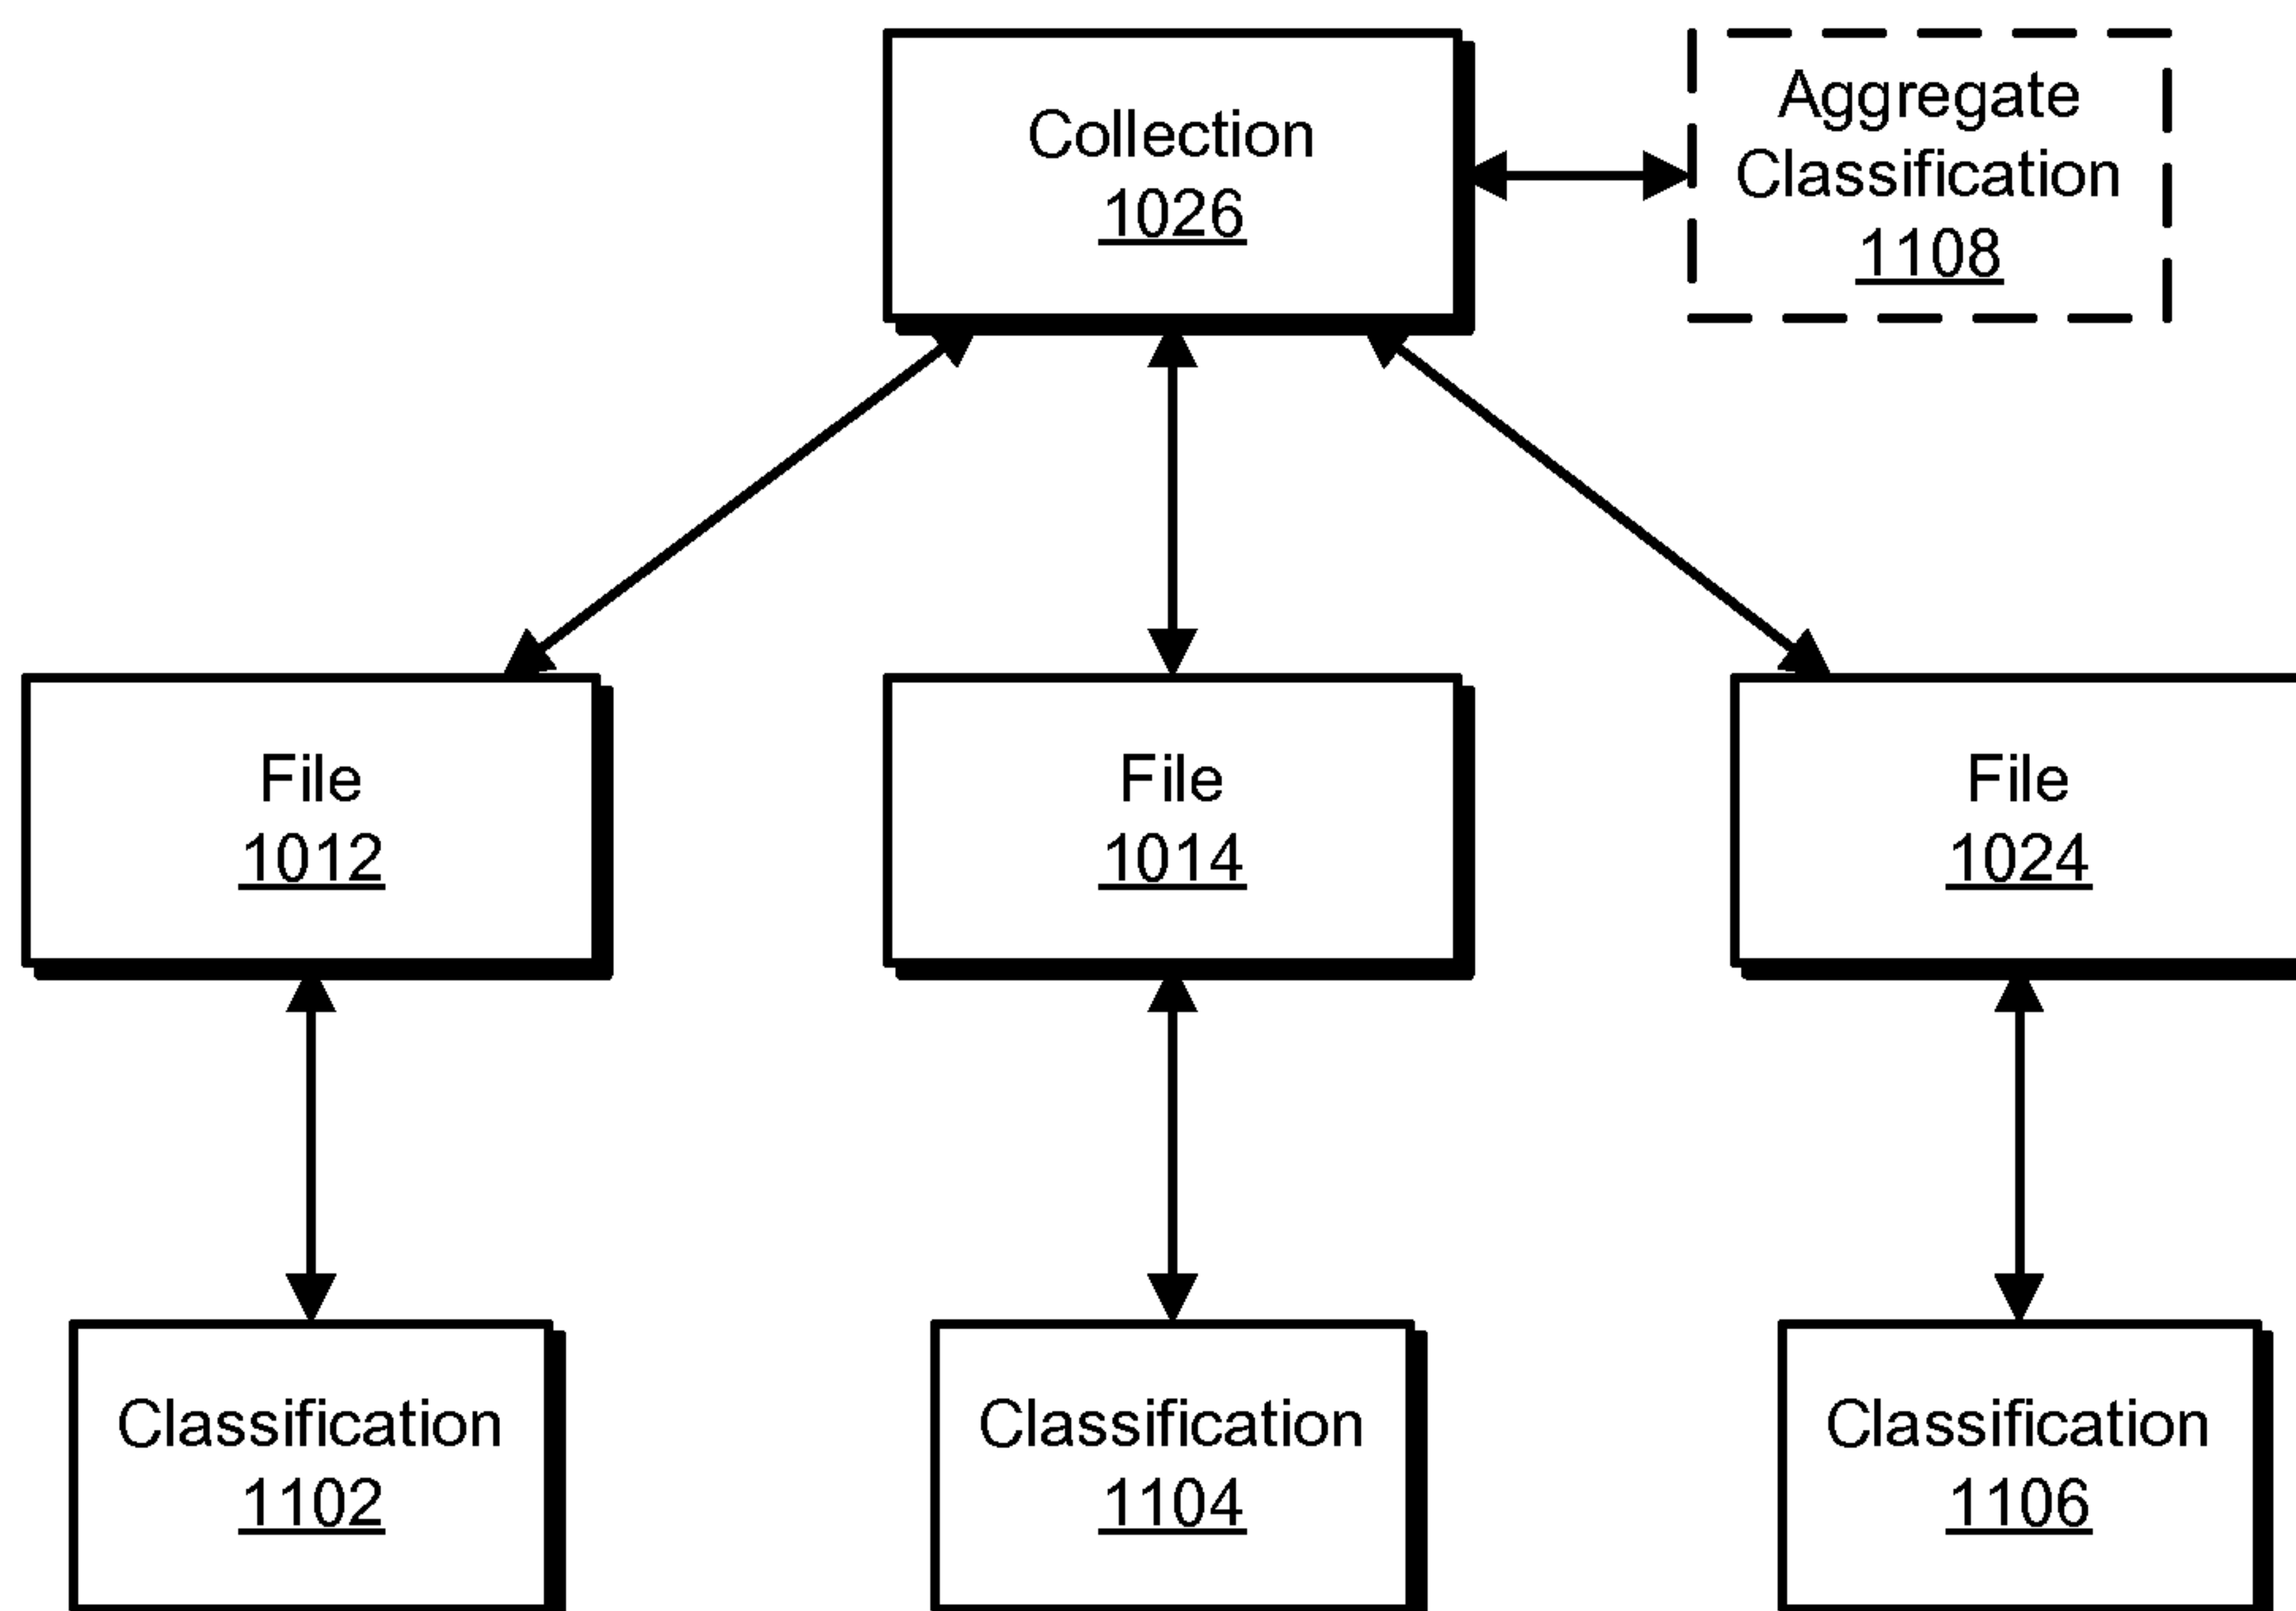 Collection
1026
Aggregate
Classification
1108
File
1012
File
1014
File
1024
Classification
1102
Classification
1104
Classification
1106